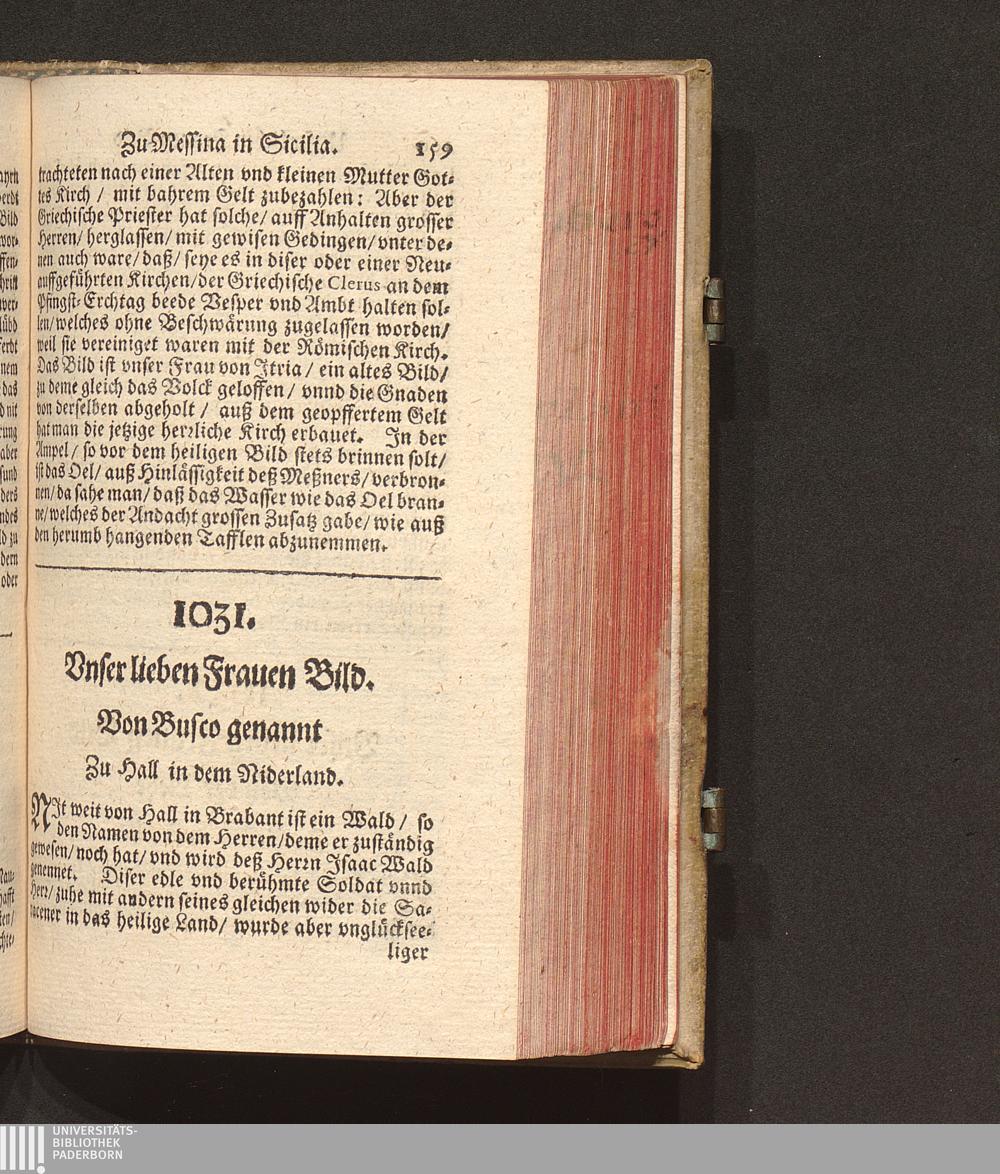 Zu Messina in Sicilia. 159
trachteten nach einer Alten vnd kleinen Mutter Got-
tes Kirch / mit bahrem Gelt zubezahlen: Aber der
Griechische Priester hat solche/ auff Anhalten grosser
Herren/ herglassen/ mit gewisen Gedingen/ vnter de-
nen auch ware/ daß/ seye es in diser oder einer Neu-
auffgeführten Kirchen/ der Griechische Clerus an dem
Pfingst-Erchtag beede Vesper vnd Ambt halten sol-
len/ welches ohne Beschwärung zugelassen worden/
weil sie vereiniget waren mit der Römischen Kirch.
Das Bild ist vnser Frau von Itria / ein altes Bild/
zu deme gleich das Volck geloffen / vnnd die Gnaden
von derselben abgeholt / auß dem geopffertem Gelt
hat man die jetzige herrliche Kirch erbauet. In der
Ampel / so vor dem heiligen Bild stets brinnen solt/
ist das Oel/ auß Hinlässigkeit deß Meßners/ verbron-
nen/ da sahe man/ daß das Wasser wie das Oel bran-
ne/ welches der Andacht grossen Zusatz gabe/ wie auß
den herumb hangenden Tafflen abzunemmen.
1031.
Vnser lieben Frauen Bild.
Von Busco genannt
Zu Hall in dem Niderland.
NIt weit von Hall in Brabant ist ein Wald / so
den Namen von dem Herren/ deme er zuständig
gewesen/ noch hat/ vnd wird deß Herrn Isaac Wald
genennet. Diser edle vnd berühmte Soldat vnnd
Herr/ zuhe mit andern seines gleichen wider die Sa-
racener in das heilige Land/ wurde aber vnglücksee-
liger
UNIVERSITÄTS-
BIBLIOTHEK
PADERBORN